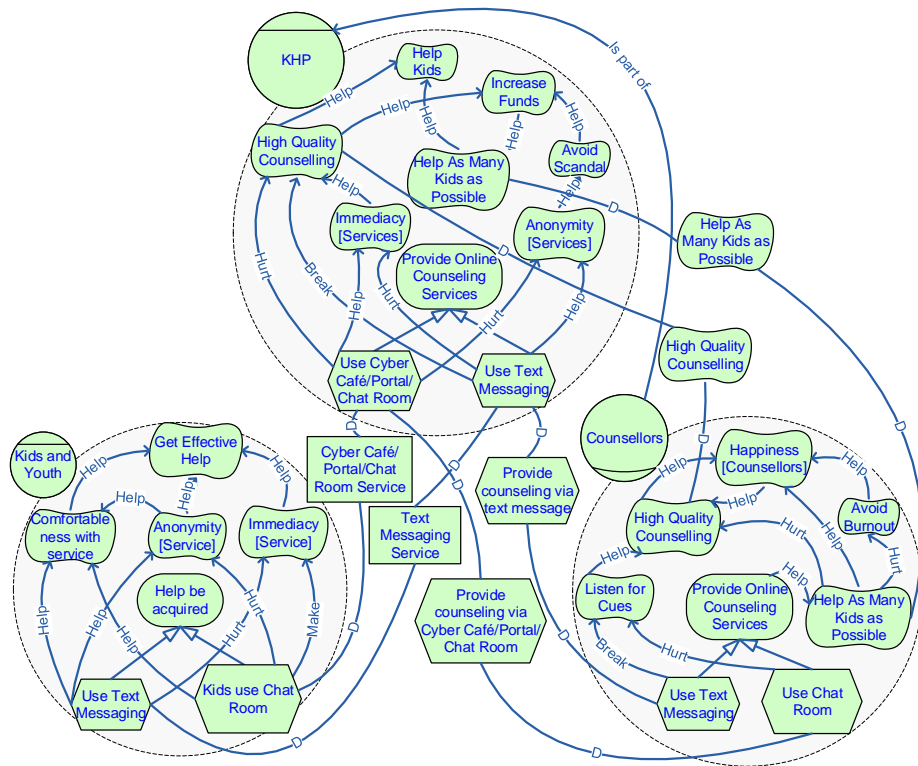 KHP
Help
Kids
Increase
Funds
Is part of
Help
Help
Help
Help
Help
High Quality
Counselling
Avoid
Scandal
Help As Many
Kids as
Possible
Help
Help
D
Immediacy
[Services]
Anonymity
[Services]
Help As
Many Kids as
Possible
D
Provide Online
Counseling
Services
Hurt
Break
Help
Hurt
Hurt
Help
High Quality
Counselling
Use Cyber
Café/Portal/
Chat Room
Use Text
Messaging
D
Kids and
Youth
Get Effective
Help
Cyber Café/
Portal/Chat
Room Service
D
D
Counsellors
Happiness
[Counsellors]
D
D
Help
Help
Help
Help
Provide
counseling via
text message
Help
Help
Help
Comfortable
ness with
service
Anonymity
[Service]
Immediacy
[Service]
Text
Messaging
Service
High Quality
Counselling
Avoid
Burnout
Hurt
Help
Hurt
Help be
acquired
Help
Listen for
Cues
Provide Online
Counseling
Services
Help
Help As Many
Kids as
Possible
Help
Help
Help
Hurt
Hurt
Make
D
Provide
counseling via
Cyber Café/Portal/
Chat Room
D
Break
Hurt
Use Text
Messaging
Kids use Chat
Room
Use Text
Messaging
Use Chat
Room
D
D